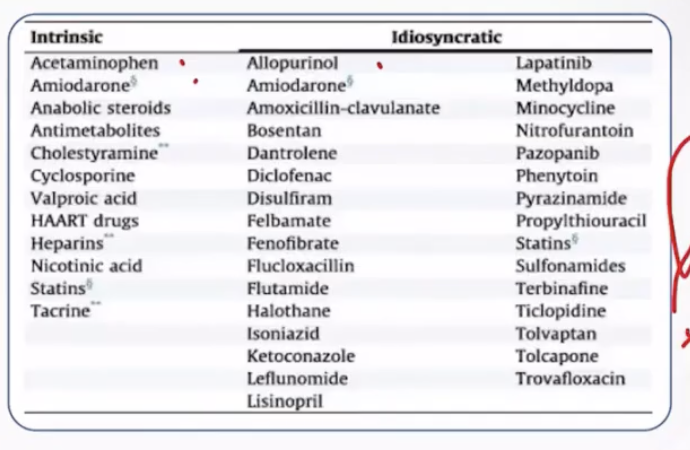 Intrinsic Idiosyncratic
Acetaminophen Allopurinol Lapatinib
Amiodarone§ Amiodarone§ Methyldopa
Anabolic steroids Amoxicillin-clavulanate Minocycline
Antimetabolites Bosentan Nitrofurantoin
Cholestyramine** Dantrolene Pazopanib
Cyclosporine Diclofenac Phenytoin
Valproic acid Disulfiram Pyrazinamide
HAART drugs Felbamate Propylthiouracil
Heparins** Fenofibrate Statins§
Nicotinic acid Flucloxacillin Sulfonamides
Statins§ Flutamide Terbinafine
Tacrine** Halothane Ticlopidine
Isoniazid Tolvaptan
Ketoconazole Tolcapone
Leflunomide Trovafloxacin
Lisinopril